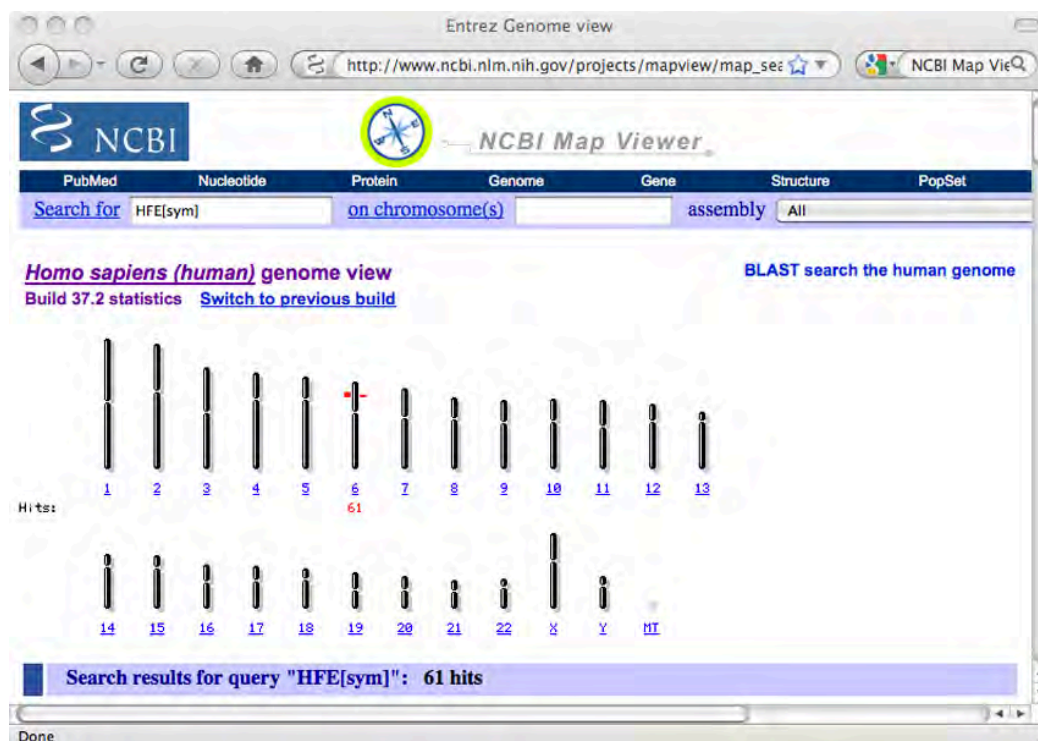 Entrez Genome view
http://www.ncbi.nlm.nih.gov/projects/mapview/map_sea
NCBI Map Vie
NCBI
NCBI Map Viewer
PubMed Nucleotide Protein Genome Gene Structure PopSet
Search for HFE[sym] on chromosome(s) assembly All
Homo sapiens (human) genome view BLAST search the human genome
Build 37.2 statistics Switch to previous build
1 2 3 4 5 6 7 8 9 10 11 12 13
Hits: 61
14 15 16 17 18 19 20 21 22 X Y MT
Search results for query "HFE[sym]": 61 hits
Done